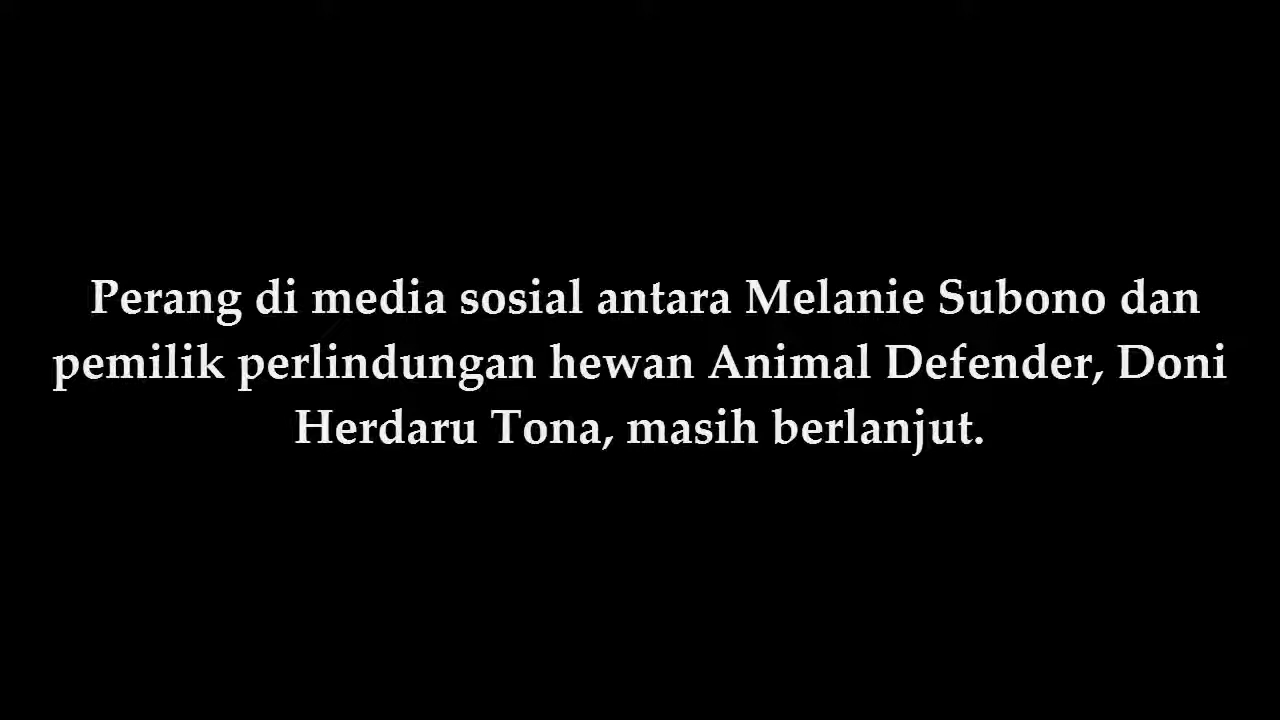 Perang di media sosial antara Melanie Subono dan
pemilik perlindungan hewan Animal Defender, Doni
Herdaru Tona, masih berlanjut.